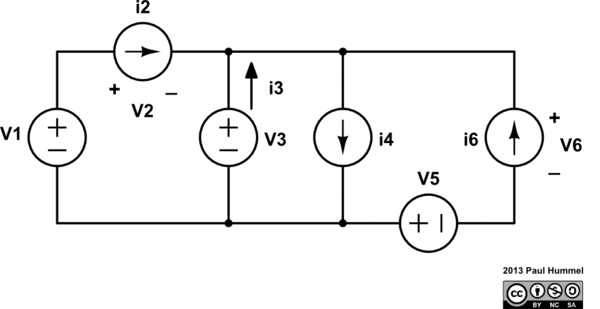 i2
+ −
V2
i3
V1
+
−
+
−
V3
i4
i6
+
V6
−
V5
+ −
2013 Paul Hummel
cc
BY NC SA